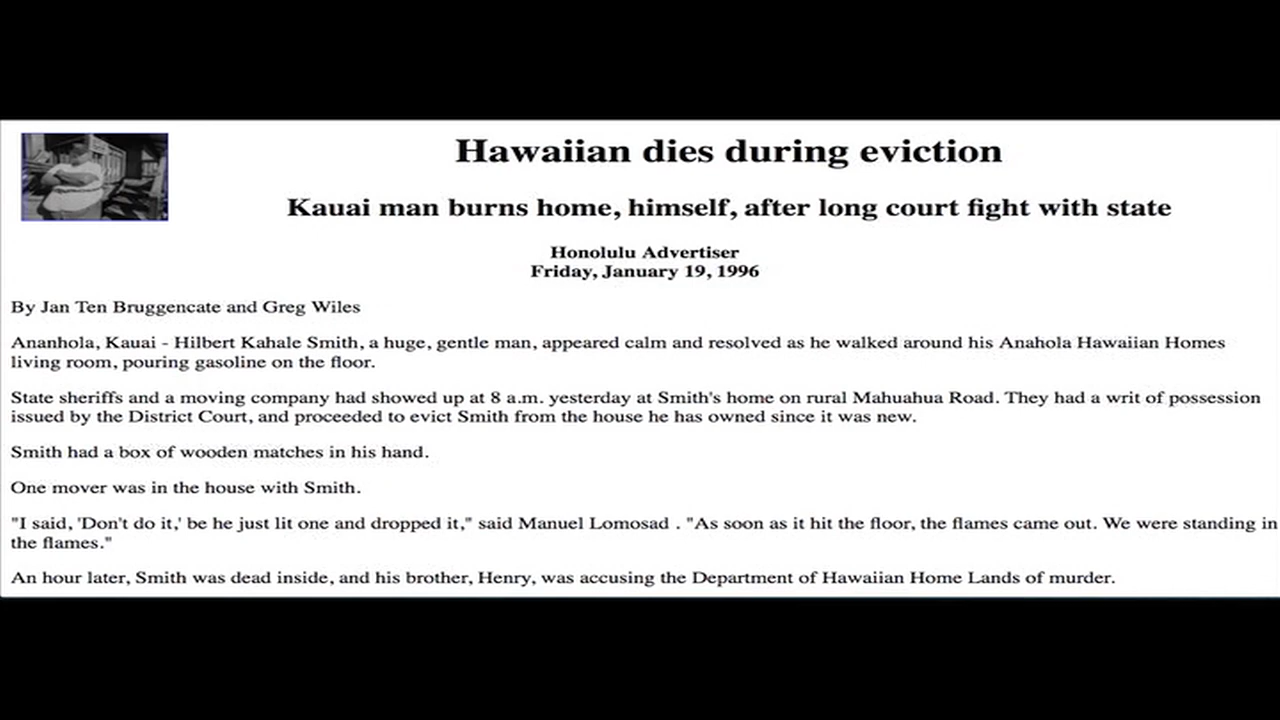 Hawaiian dies during eviction
Kauai man burns home, himself, after long court fight with state
Honolulu Advertiser
Friday, January 19, 1996
By Jan Ten Bruggencate and Greg Wiles
Ananhola, Kauai - Hilbert Kahale Smith, a huge, gentle man, appeared calm and resolved as he walked around his Anahola Hawaiian Homes
living room, pouring gasoline on the floor.
State sheriffs and a moving company had showed up at 8 a.m. yesterday at Smith's home on rural Mahuahua Road. They had a writ of possession
issued by the District Court, and proceeded to evict Smith from the house he has owned since it was new.
Smith had a box of wooden matches in his hand.
One mover was in the house with Smith.
"I said, 'Don't do it,' be he just lit one and dropped it," said Manuel Lomosad . "As soon as it hit the floor, the flames came out. We were standing in
the flames."
An hour later, Smith was dead inside, and his brother, Henry, was accusing the Department of Hawaiian Home Lands of murder.